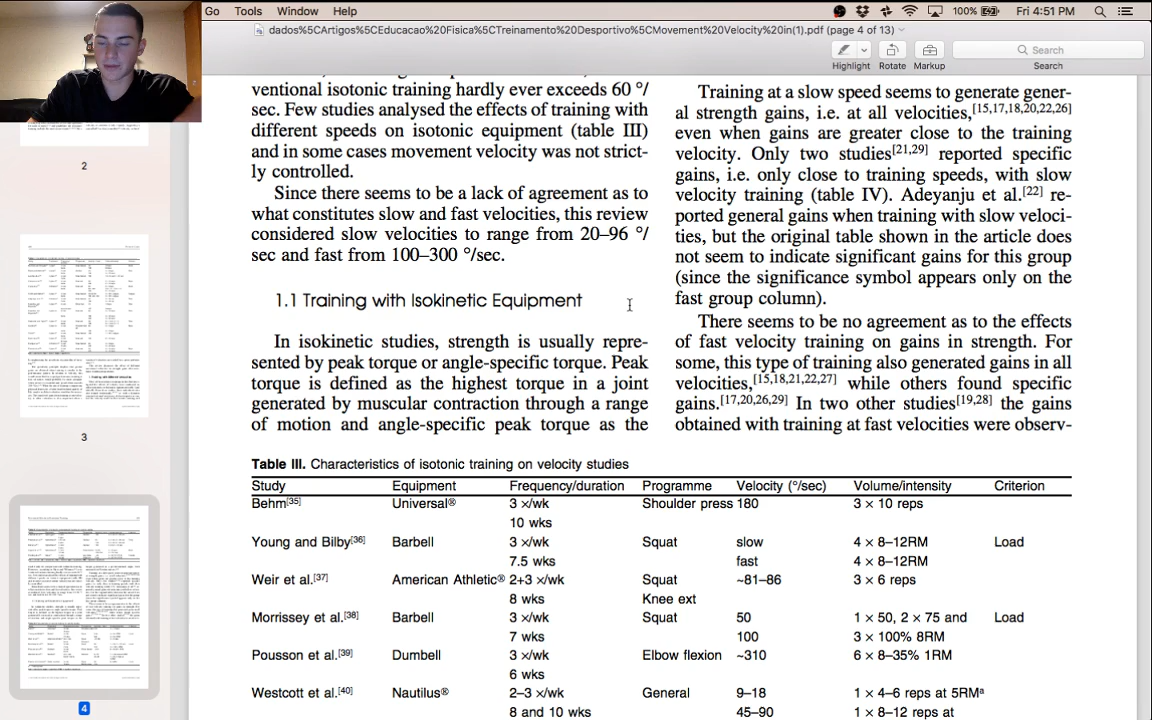 Go Tools Window Help 100% Fri 4:51 PM
dados%5CArtigos%5CEducacao%20Fisica%5CTreinamento%20Desportivo%5CMovement%20Velocity%20in(1).pdf (page 4 of 13)
Highlight Rotate Markup Search
Search
2
3
4
ventional isotonic training hardly ever exceeds 60 °/
sec. Few studies analysed the effects of training with
different speeds on isotonic equipment (table III)
and in some cases movement velocity was not strict-
ly controlled.
Since there seems to be a lack of agreement as to
what constitutes slow and fast velocities, this review
considered slow velocities to range from 20–96 °/
sec and fast from 100–300 °/sec.
1.1 Training with Isokinetic Equipment
In isokinetic studies, strength is usually repre-
sented by peak torque or angle-specific torque. Peak
torque is defined as the highest torque in a joint
generated by muscular contraction through a range
of motion and angle-specific peak torque as the
Training at a slow speed seems to generate gener-
al strength gains, i.e. at all velocities,[15,17,18,20,22,26]
even when gains are greater close to the training
velocity. Only two studies[21,29] reported specific
gains, i.e. only close to training speeds, with slow
velocity training (table IV). Adeyanju et al.[22] re-
ported general gains when training with slow veloci-
ties, but the original table shown in the article does
not seem to indicate significant gains for this group
(since the significance symbol appears only on the
fast group column).
There seems to be no agreement as to the effects
of fast velocity training on gains in strength. For
some, this type of training also generated gains in all
velocities,[15,18,21,22,27] while others found specific
gains.[17,20,26,29] In two other studies[19,28] the gains
obtained with training at fast velocities were observ-
Table III. Characteristics of isotonic training on velocity studies
Study Equipment Frequency/duration Programme Velocity (°/sec) Volume/intensity Criterion
Behm[35] Universal® 3 ×/wk Shoulder press 180 3 × 10 reps
10 wks
Young and Bilby[36] Barbell 3 ×/wk Squat slow 4 × 8–12RM Load
7.5 wks fast 4 × 8–12RM
Weir et al.[37] American Athletic® 2+3 ×/wk Squat ~81–86 3 × 6 reps
8 wks Knee ext
Morrissey et al.[38] Barbell 3 ×/wk Squat 50 1 × 50, 2 × 75 and Load
7 wks 100 3 × 100% 8RM
Pousson et al.[39] Dumbell 3 ×/wk Elbow flexion ~310 6 × 8–35% 1RM
6 wks
Westcott et al.[40] Nautilus® 2–3 ×/wk General 9–18 1 × 4–6 reps at 5RMa
8 and 10 wks 45–90 1 × 8–12 reps at